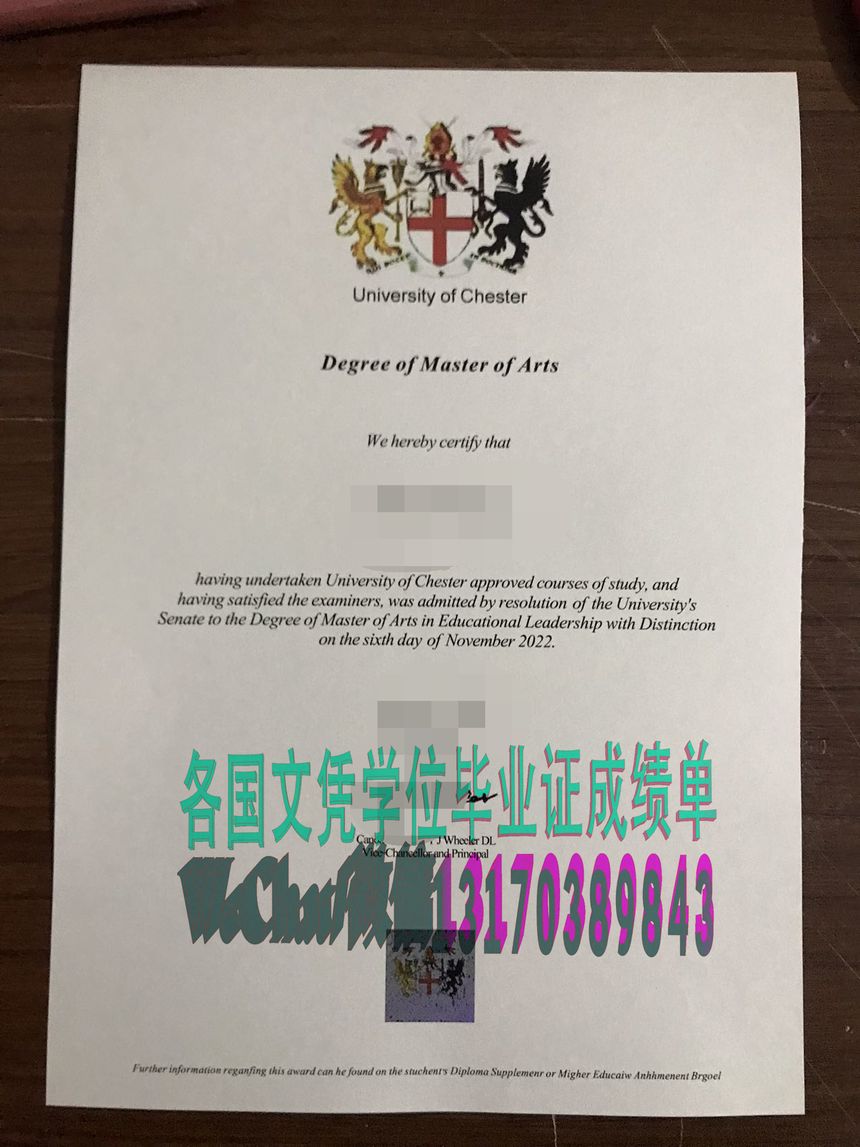 University of Chester
Degree of Master of Arts
We hereby certify that
having undertaken University of Chester approved courses of study, and
having satisfied the examiners, was admitted by resolution of the University's
Senate to the Degree of Master of Arts in Educational Leadership with Distinction
on the sixth day of November 2022.
各国文凭学位毕业证成绩单
J Wheeler DL
Vice-Chancellor and Principal
WeChat/微信13170389843
Further information reganfing this award can he found on the stuchent's Diploma Supplemenr or Migher Educaiw Anhhmenent Brgoel